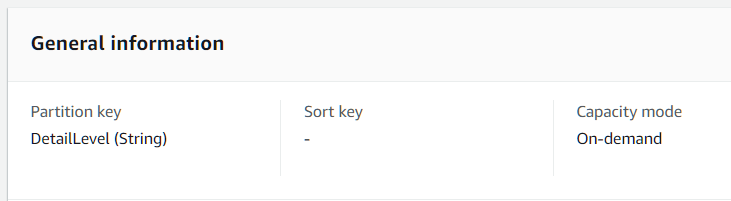 General information
Partition key
DetailLevel (String)
Sort key
-
Capacity mode
On-demand